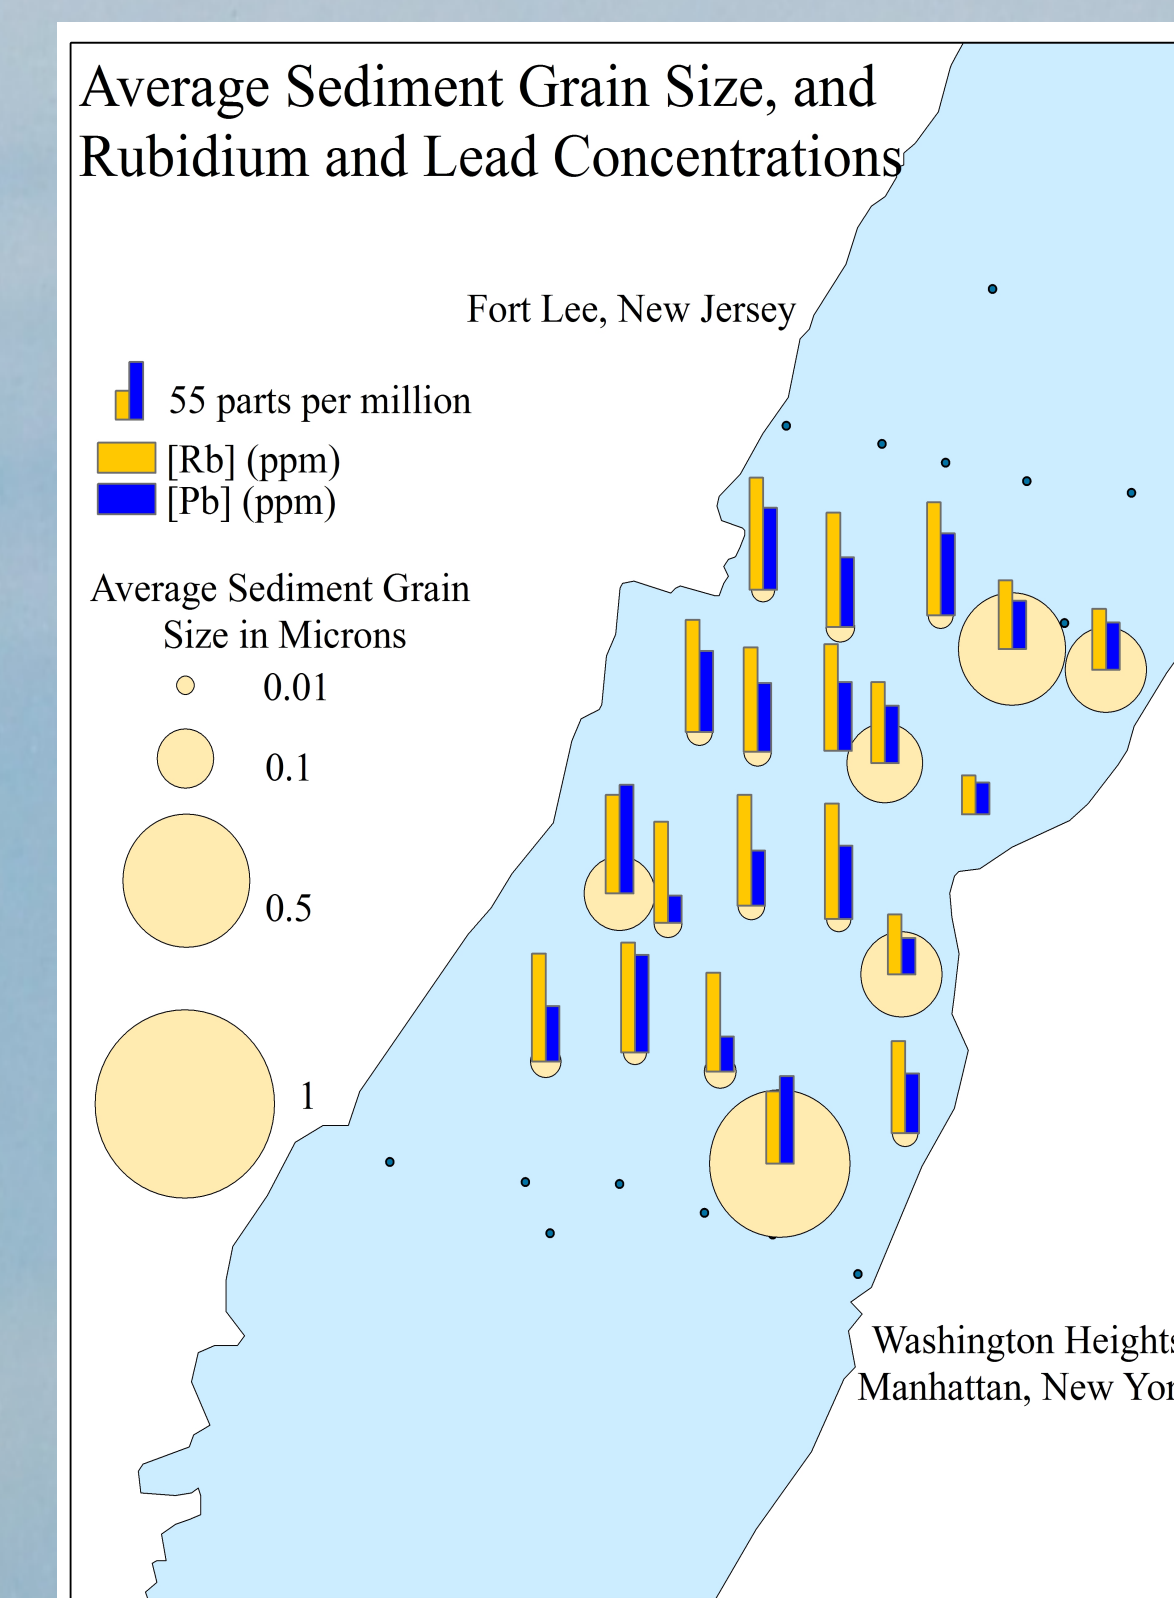 Average Sediment Grain Size, and
Rubidium and Lead Concentrations
Fort Lee, New Jersey
55 parts per million
[Rb] (ppm)
[Pb] (ppm)
Average Sediment Grain
Size in Microns
0.01
0.1
0.5
1
Washington Heights
Manhattan, New Yor